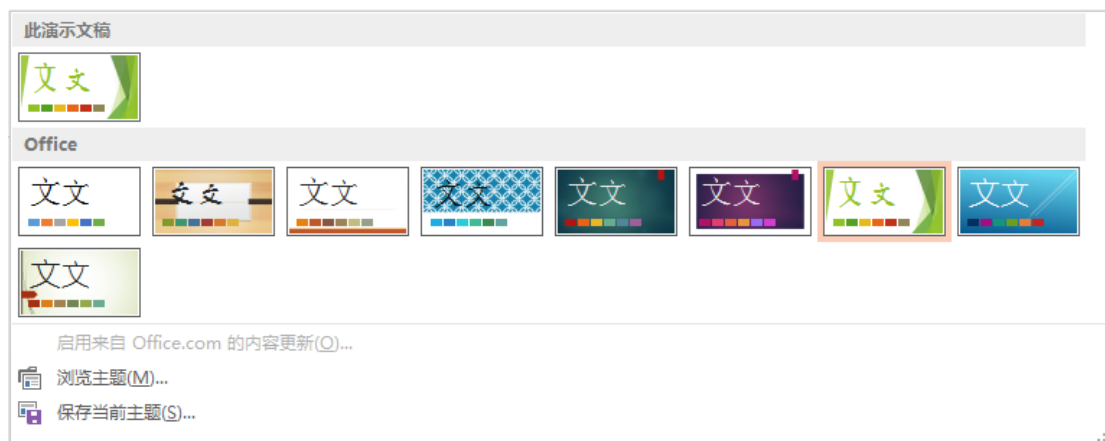 此演示文稿
文文
Office
文文 文文 文文 文文 文文 文文 文文 文文
文文
启用来自 Office.com 的内容更新(O)...
浏览主题(M)...
保存当前主题(S)...